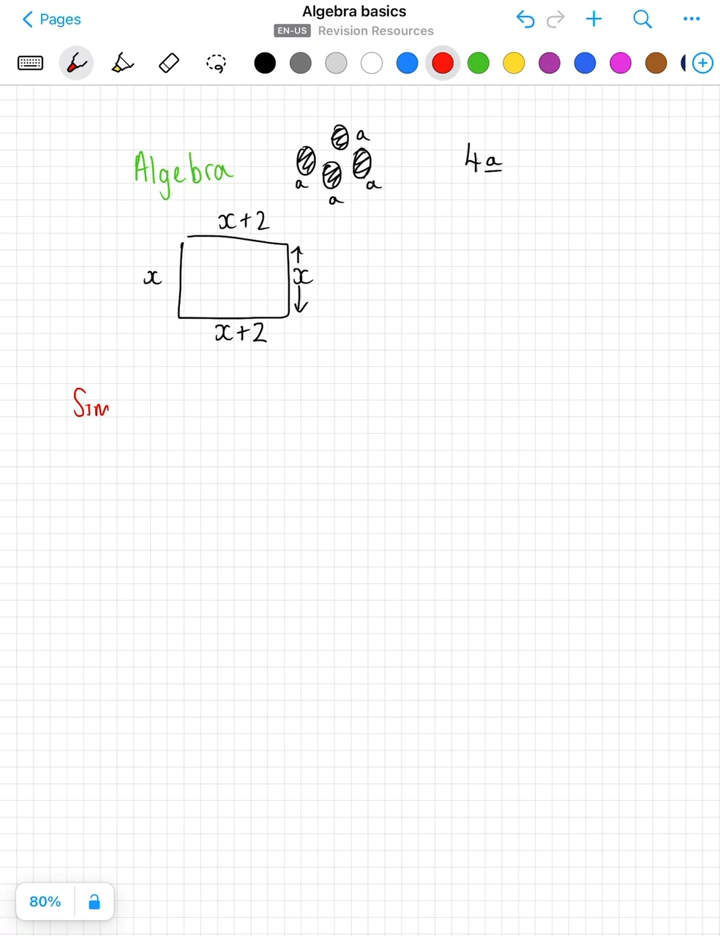 Pages
Algebra basics
EN-US Revision Resources
Algebra
a
a
a
a
4a
x+2
x
x
x+2
Sim
80%